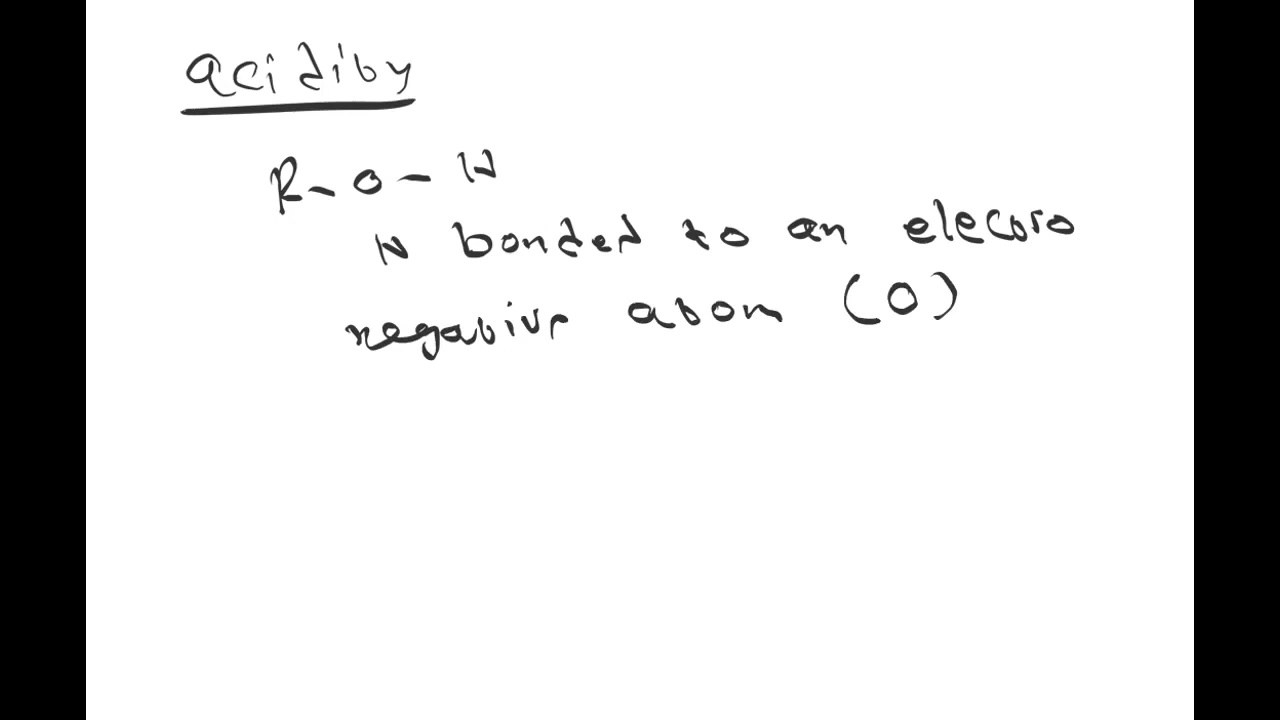 acidity
R-O-H
H bonded to an electro
negative atom (O)